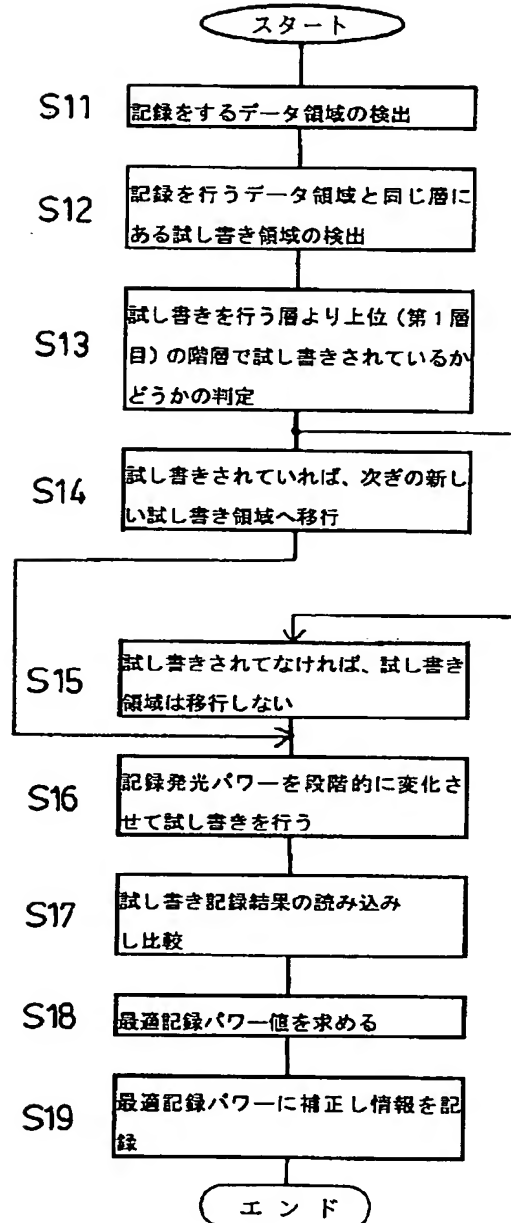 スタート
S11
記録をするデータ領域の検出
S12
記録を行うデータ領域と同じ層に
ある試し書き領域の検出
S13
試し書きを行う層より上位(第1層
目)の階層で試し書きされているか
どうかの判定
S14
試し書きされていれば、次ぎの新し
い試し書き領域へ移行
S15
試し書きされてなければ、試し書き
領域は移行しない
S16
記録発光パワーを段階的に変化さ
せて試し書きを行う
S17
試し書き記録結果の読み込み
し比較
S18
最適記録パワー値を求める
S19
最適記録パワーに補正し情報を記
録
エンド